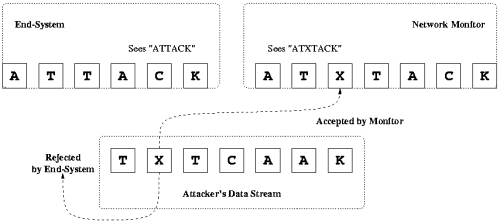 End-System
Network Monitor
Sees "ATTACK"
Sees "ATXTACK"
A T T A C K
A T X T A C K
Accepted by Monitor
Rejected
by End-System
T X T C A A K
Attacker's Data Stream